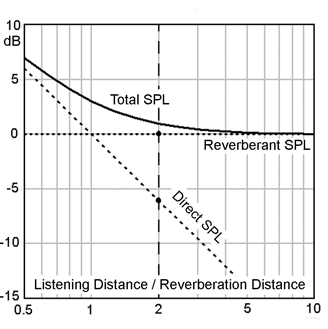 10
dB
5
Total SPL
0
Reverberant SPL
-5
Direct SPL
-10
Listening Distance / Reverberation Distance
-15
0.5 1 2 5 10